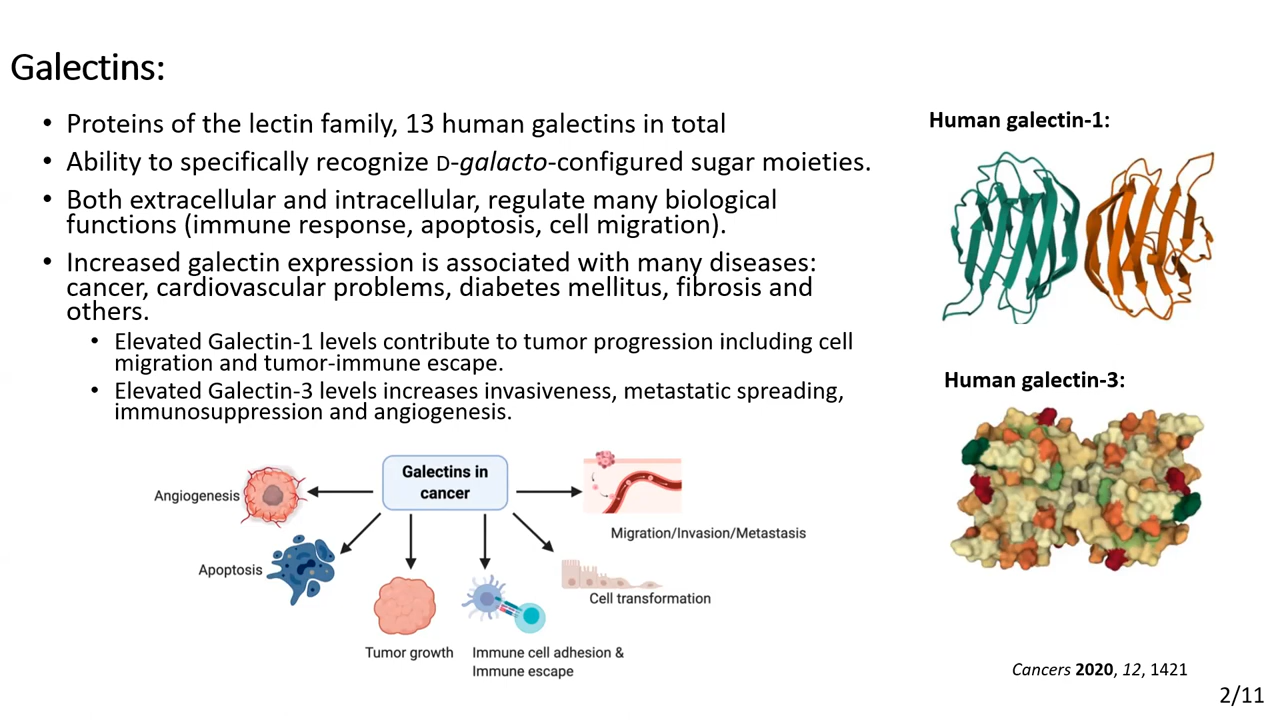 Galectins:
• Proteins of the lectin family, 13 human galectins in total
• Ability to specifically recognize D-galacto-configured sugar moieties.
• Both extracellular and intracellular, regulate many biological
functions (immune response, apoptosis, cell migration).
• Increased galectin expression is associated with many diseases:
cancer, cardiovascular problems, diabetes mellitus, fibrosis and
others.
• Elevated Galectin-1 levels contribute to tumor progression including cell
migration and tumor-immune escape.
• Elevated Galectin-3 levels increases invasiveness, metastatic spreading,
immunosuppression and angiogenesis.
Human galectin-1:
Human galectin-3:
Galectins in
cancer
Angiogenesis
Apoptosis
Tumor growth
Immune cell adhesion &
Immune escape
Cell transformation
Migration/Invasion/Metastasis
Cancers 2020, 12, 1421
2/11